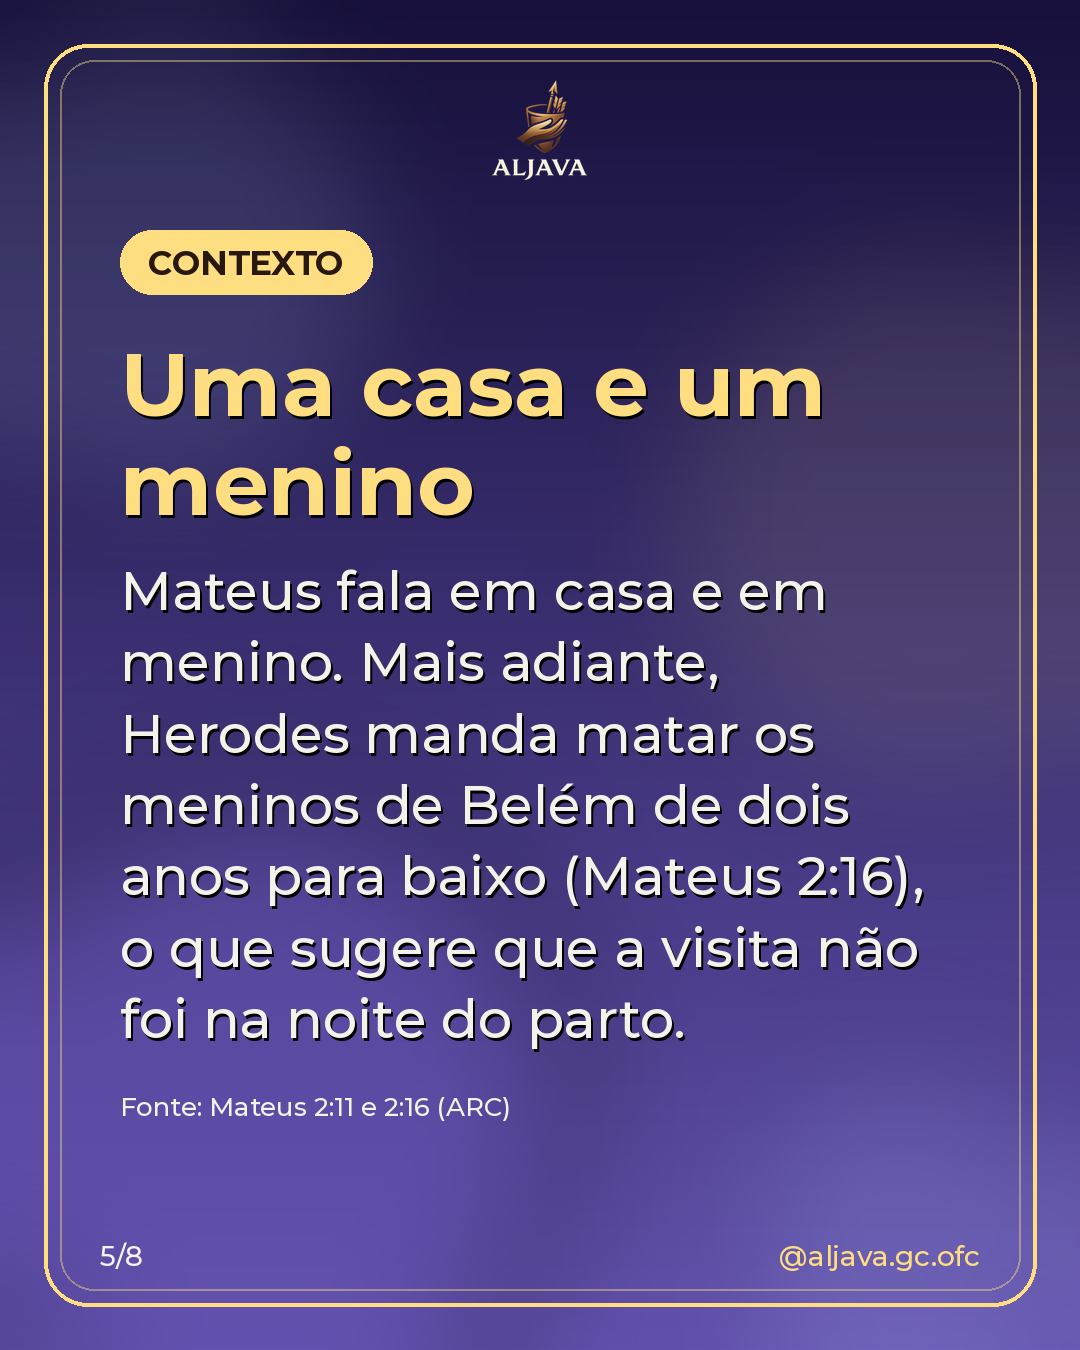 ALJAVA
CONTEXTO
Uma casa e um
menino
Mateus fala em casa e em
menino. Mais adiante,
Herodes manda matar os
meninos de Belém de dois
anos para baixo (Mateus 2:16),
o que sugere que a visita não
foi na noite do parto.
Fonte: Mateus 2:11 e 2:16 (ARC)
5/8
@aljava.gc.ofc